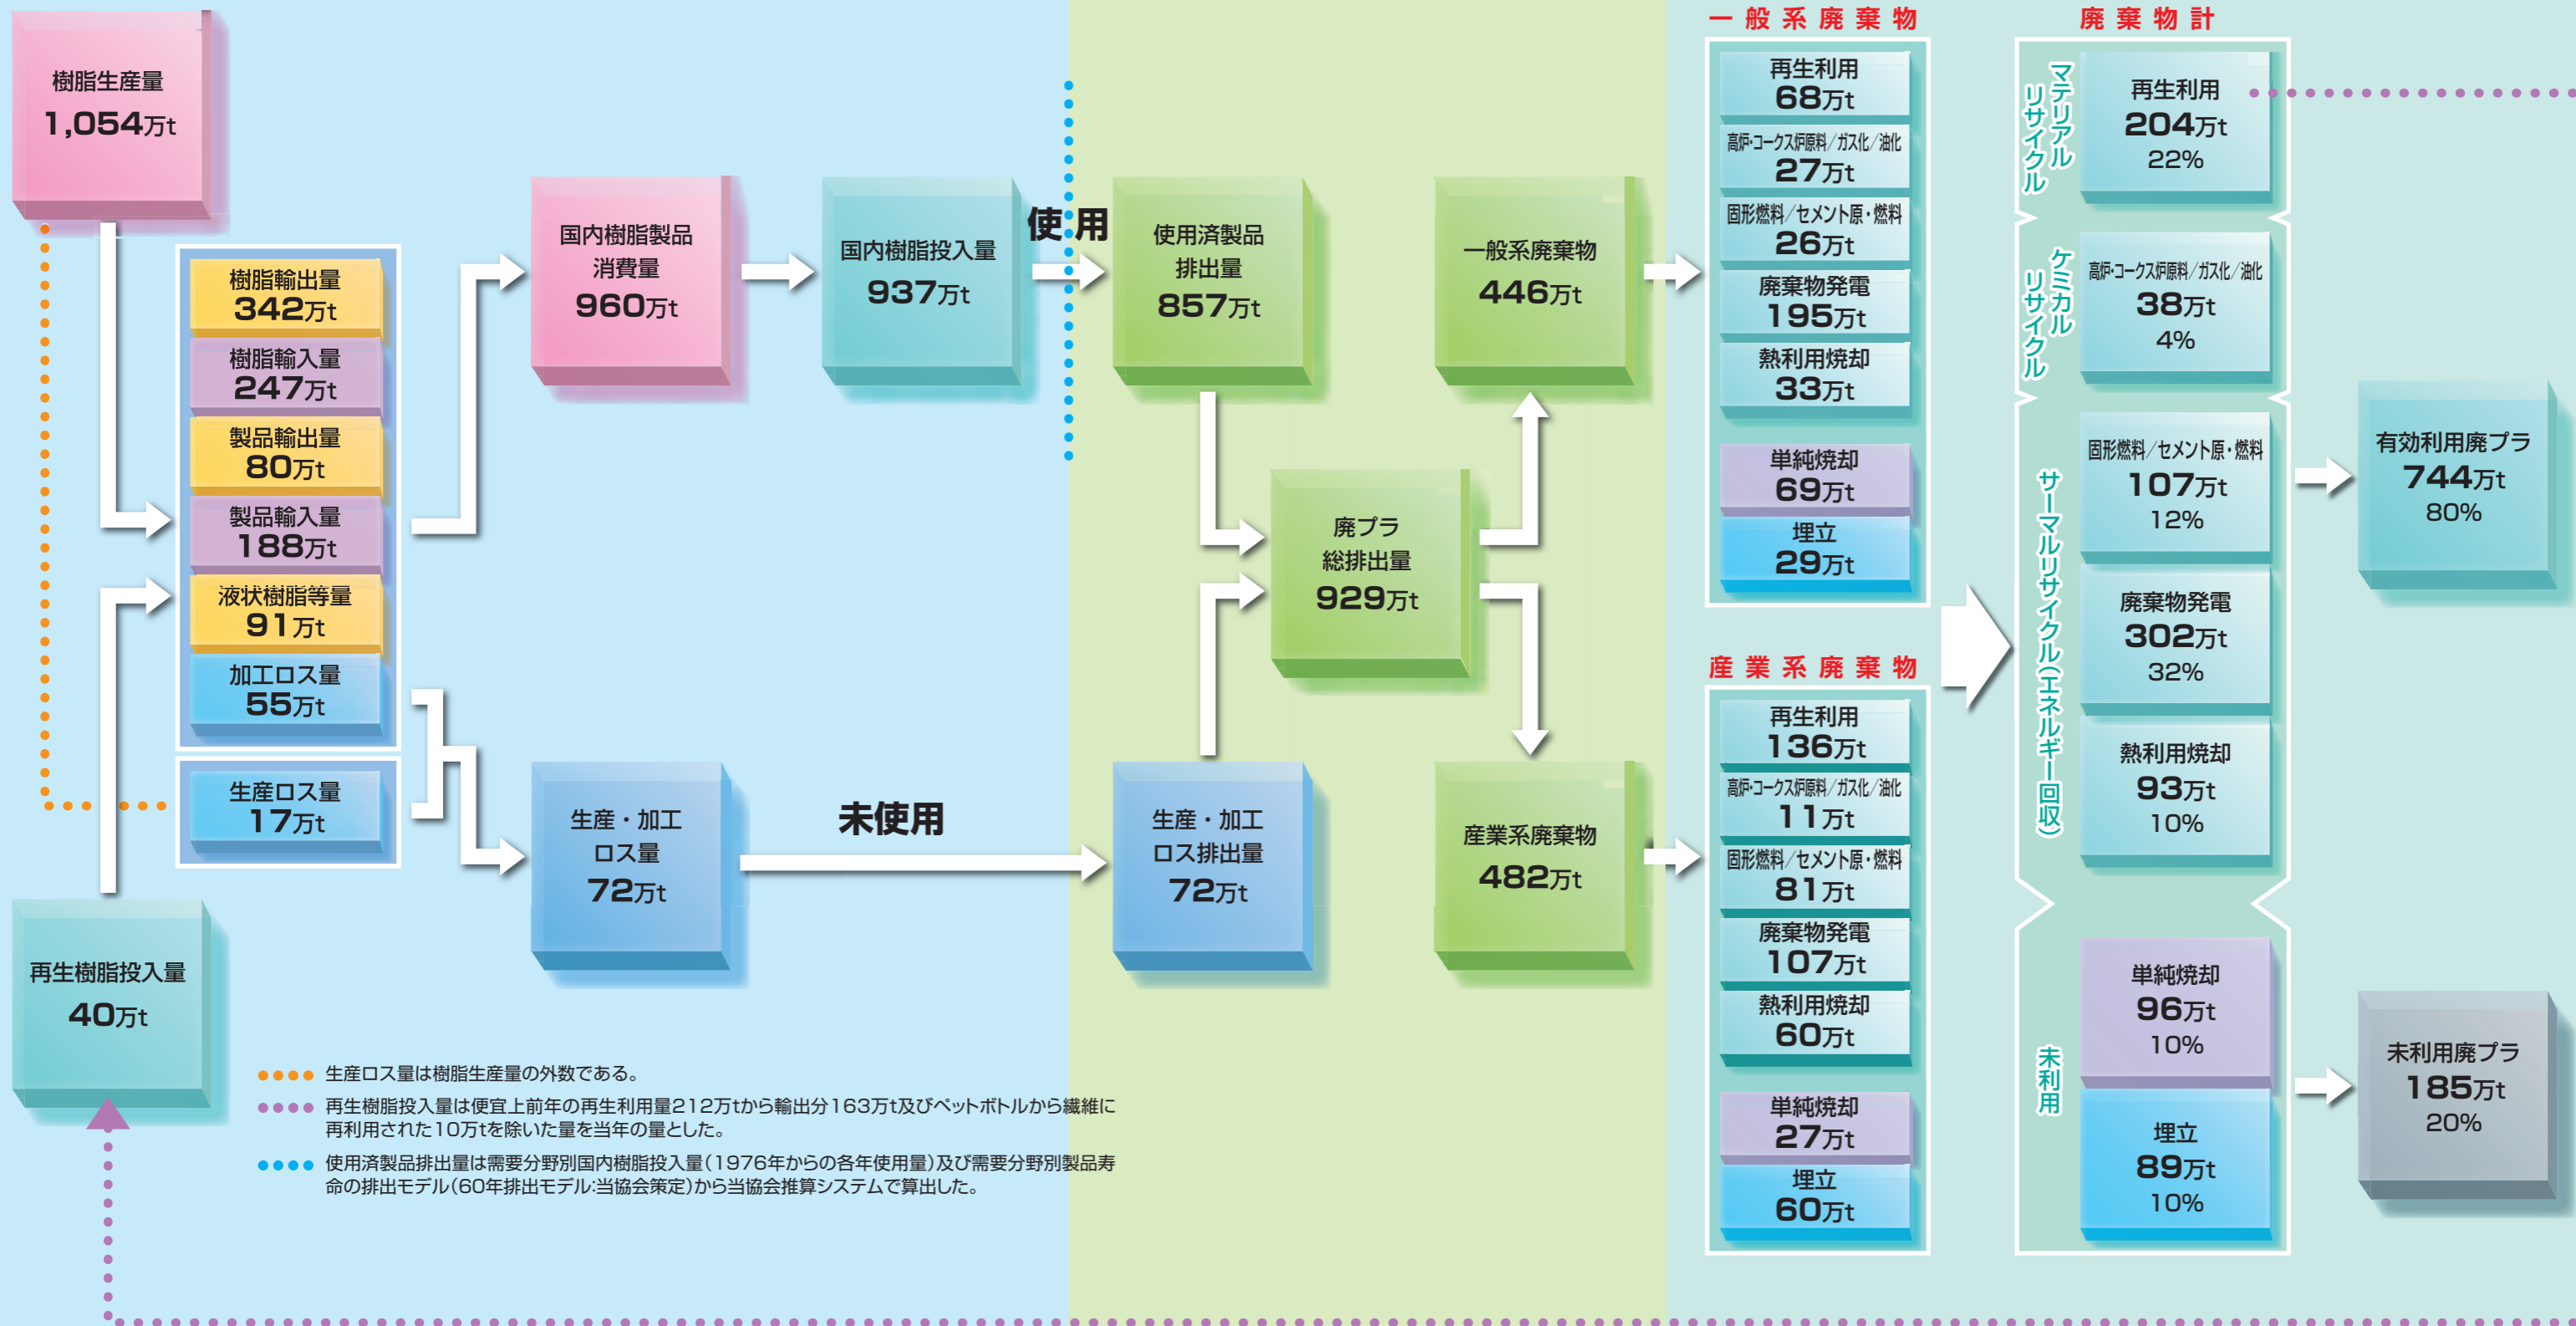 樹脂生産量
1,054万t
樹脂輸出量
342万t
樹脂輸入量
247万t
製品輸出量
80万t
製品輸入量
188万t
液状樹脂等量
91万t
加工ロス量
55万t
生産ロス量
17万t
再生樹脂投入量
40万t
国内樹脂製品
消費量
960万t
国内樹脂投入量
937万t
生産・加工
ロス量
72万t
使用
未使用
使用済製品
排出量
857万t
生産・加工
ロス排出量
72万t
廃プラ
総排出量
929万t
一般系廃棄物
446万t
産業系廃棄物
482万t
一般系廃棄物
再生利用
68万t
高炉・コークス炉原料/ガス化/油化
27万t
固形燃料/セメント原・燃料
26万t
廃棄物発電
195万t
熱利用焼却
33万t
単純焼却
69万t
埋立
29万t
産業系廃棄物
再生利用
136万t
高炉・コークス炉原料/ガス化/油化
11万t
固形燃料/セメント原・燃料
81万t
廃棄物発電
107万t
熱利用焼却
60万t
単純焼却
27万t
埋立
60万t
廃棄物計
マテリアル
リサイクル
再生利用
204万t
22%
ケミカル
リサイクル
高炉・コークス炉原料/ガス化/油化
38万t
4%
サーマルリサイクル(エネルギー回収)
固形燃料/セメント原・燃料
107万t
12%
廃棄物発電
302万t
32%
熱利用焼却
93万t
10%
未利用
単純焼却
96万t
10%
埋立
89万t
10%
有効利用廃プラ
744万t
80%
未利用廃プラ
185万t
20%
生産ロス量は樹脂生産量の外数である。
再生樹脂投入量は便宜上前年の再生利用量212万tから輸出分163万t及びペットボトルから繊維に
再利用された10万tを除いた量を当年の量とした。
使用済製品排出量は需要分野別国内樹脂投入量(1976年からの各年使用量)及び需要分野別製品寿
命の排出モデル(60年排出モデル:当協会策定)から当協会推算システムで算出した。